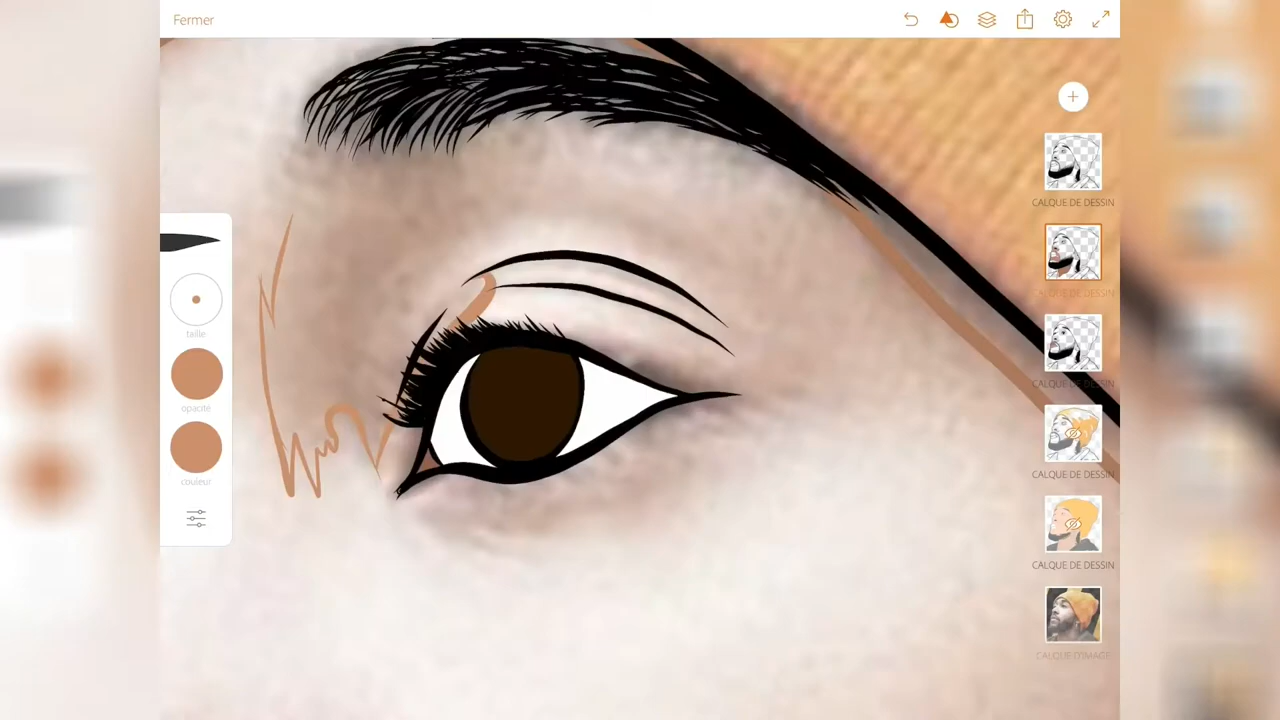 Fermer
CALQUE DE DESSIN
taille
CALQUE DE DESSIN
CALQUE DE DESSIN
opacité
CALQUE DE DESSIN
couleur
CALQUE DE DESSIN
CALQUE D'IMAGE